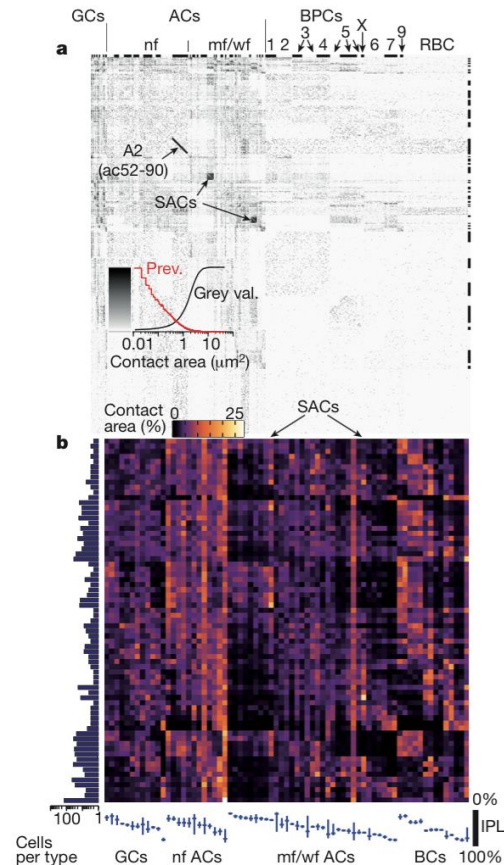 GCs ACs BPCs
nf mf/wf 1 2 3 4 5 X 6 7 9 RBC
a
A2
(ac52-90)
SACs
Prev.
Grey val.
0.01 1 10
Contact area (μm²)
Contact area (%) 0 25
SACs
b
0%
100 1
IPL
Cells per type GCs nf ACs mf/wf ACs BCs 100%